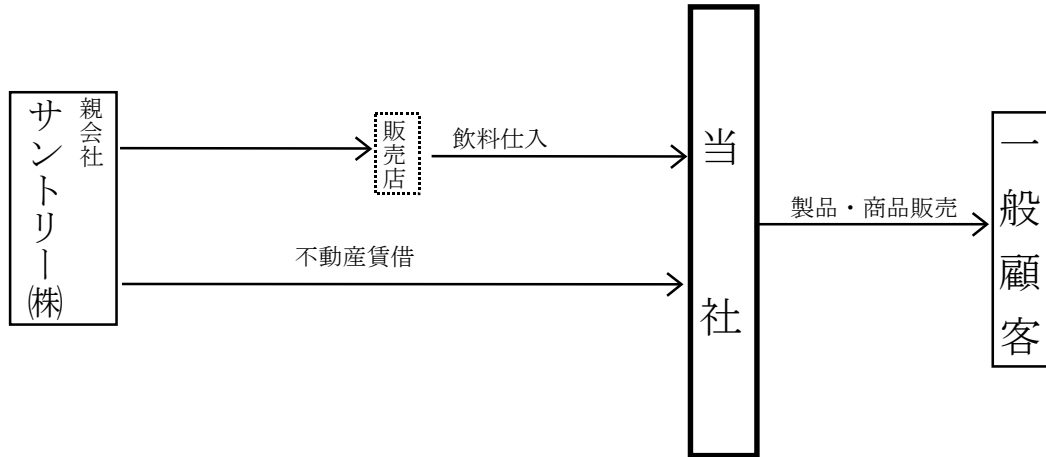 親会社
サントリー㈱
販売店
飲料仕入
不動産賃借
当社
製品・商品販売
一般顧客